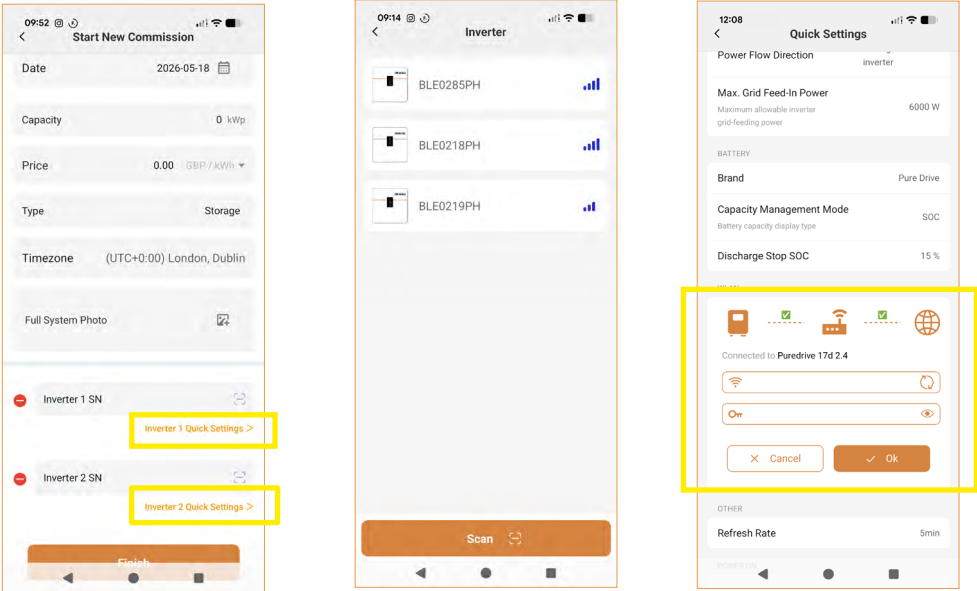 09:52
Start New Commission
Date 2026-05-18
Capacity 0 kWp
Price 0.00 GBP / kWh
Type Storage
Timezone (UTC+0:00) London, Dublin
Full System Photo
Inverter 1 SN
Inverter 1 Quick Settings >
Inverter 2 SN
Inverter 2 Quick Settings >
Finish
09:14
Inverter
BLE0285PH
BLE0218PH
BLE0219PH
Scan
12:08
Quick Settings
Power Flow Direction
inverter
Max. Grid Feed-In Power
Maximum allowable inverter 6000 W
grid-feeding power
BATTERY
Brand Pure Drive
Capacity Management Mode
Battery capacity display type SOC
Discharge Stop SOC 15 %
WLAN
Connected to:Puredrive 17d 2.4
Cancel Ok
OTHER
Refresh Rate 5min
POWER ON